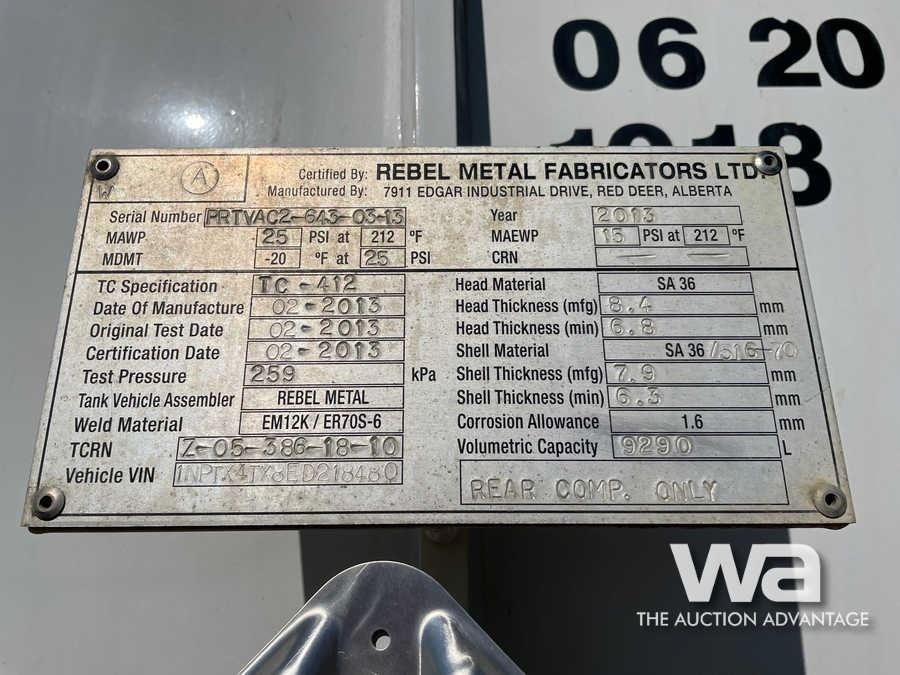 06 20
1918
W A Certified By: REBEL METAL FABRICATORS LTD.
Manufactured By: 7911 EDGAR INDUSTRIAL DRIVE, RED DEER, ALBERTA
Serial Number PRTVAC2-643-03-13 Year 2013
MAWP 25 PSI at 212 °F MAEWP 15 PSI at 212 °F
MDMT -20 °F at 25 PSI CRN — —
TC Specification TC-412 Head Material SA 36
Date Of Manufacture 02-2013 Head Thickness (mfg) 8.4 mm
Original Test Date 02-2013 Head Thickness (min) 6.8 mm
Certification Date 02-2013 Shell Material SA 36/516-70
Test Pressure 259 kPa Shell Thickness (mfg) 7.9 mm
Tank Vehicle Assembler REBEL METAL Shell Thickness (min) 6.3 mm
Weld Material EM12K / ER70S-6 Corrosion Allowance 1.6 mm
TCRN Z-05-386-18-10 Volumetric Capacity 9290 L
Vehicle VIN 1NPTX4TX8ED218480 REAR COMP. ONLY
wa
THE AUCTION ADVANTAGE